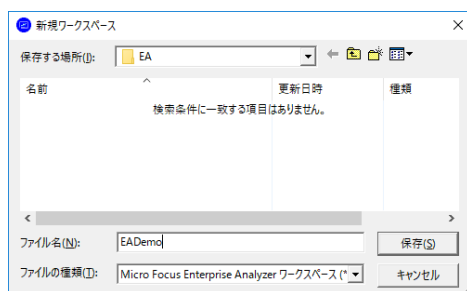 新規ワークスペース
保存する場所(I): EA
名前 更新日時 種類
検索条件に一致する項目はありません。
ファイル名(N): EADemo 保存(S)
ファイルの種類(T): Micro Focus Enterprise Analyzer ワークスペース (* キャンセル